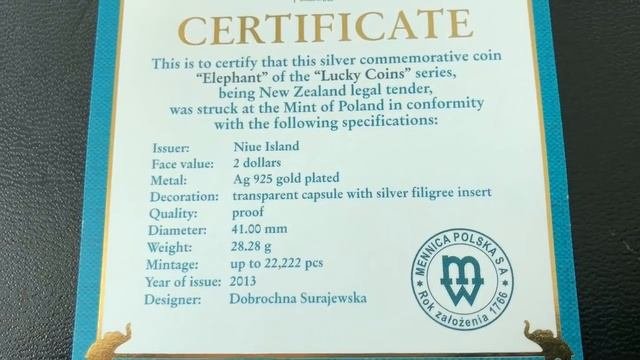 CERTIFICATE
This is to certify that this silver commemorative coin
“Elephant” of the “Lucky Coins” series,
being New Zealand legal tender,
was struck at the Mint of Poland in conformity
with the following specifications:
Issuer: Niue Island
Face value: 2 dollars
Metal: Ag 925 gold plated
Decoration: transparent capsule with silver filigree insert
Quality: proof
Diameter: 41.00 mm
Weight: 28.28 g
Mintage: up to 22,222 pcs
Year of issue: 2013
Designer: Dobrochna Surajewska
MENNICA POLSKA S A
mw
Rok założenia 1766